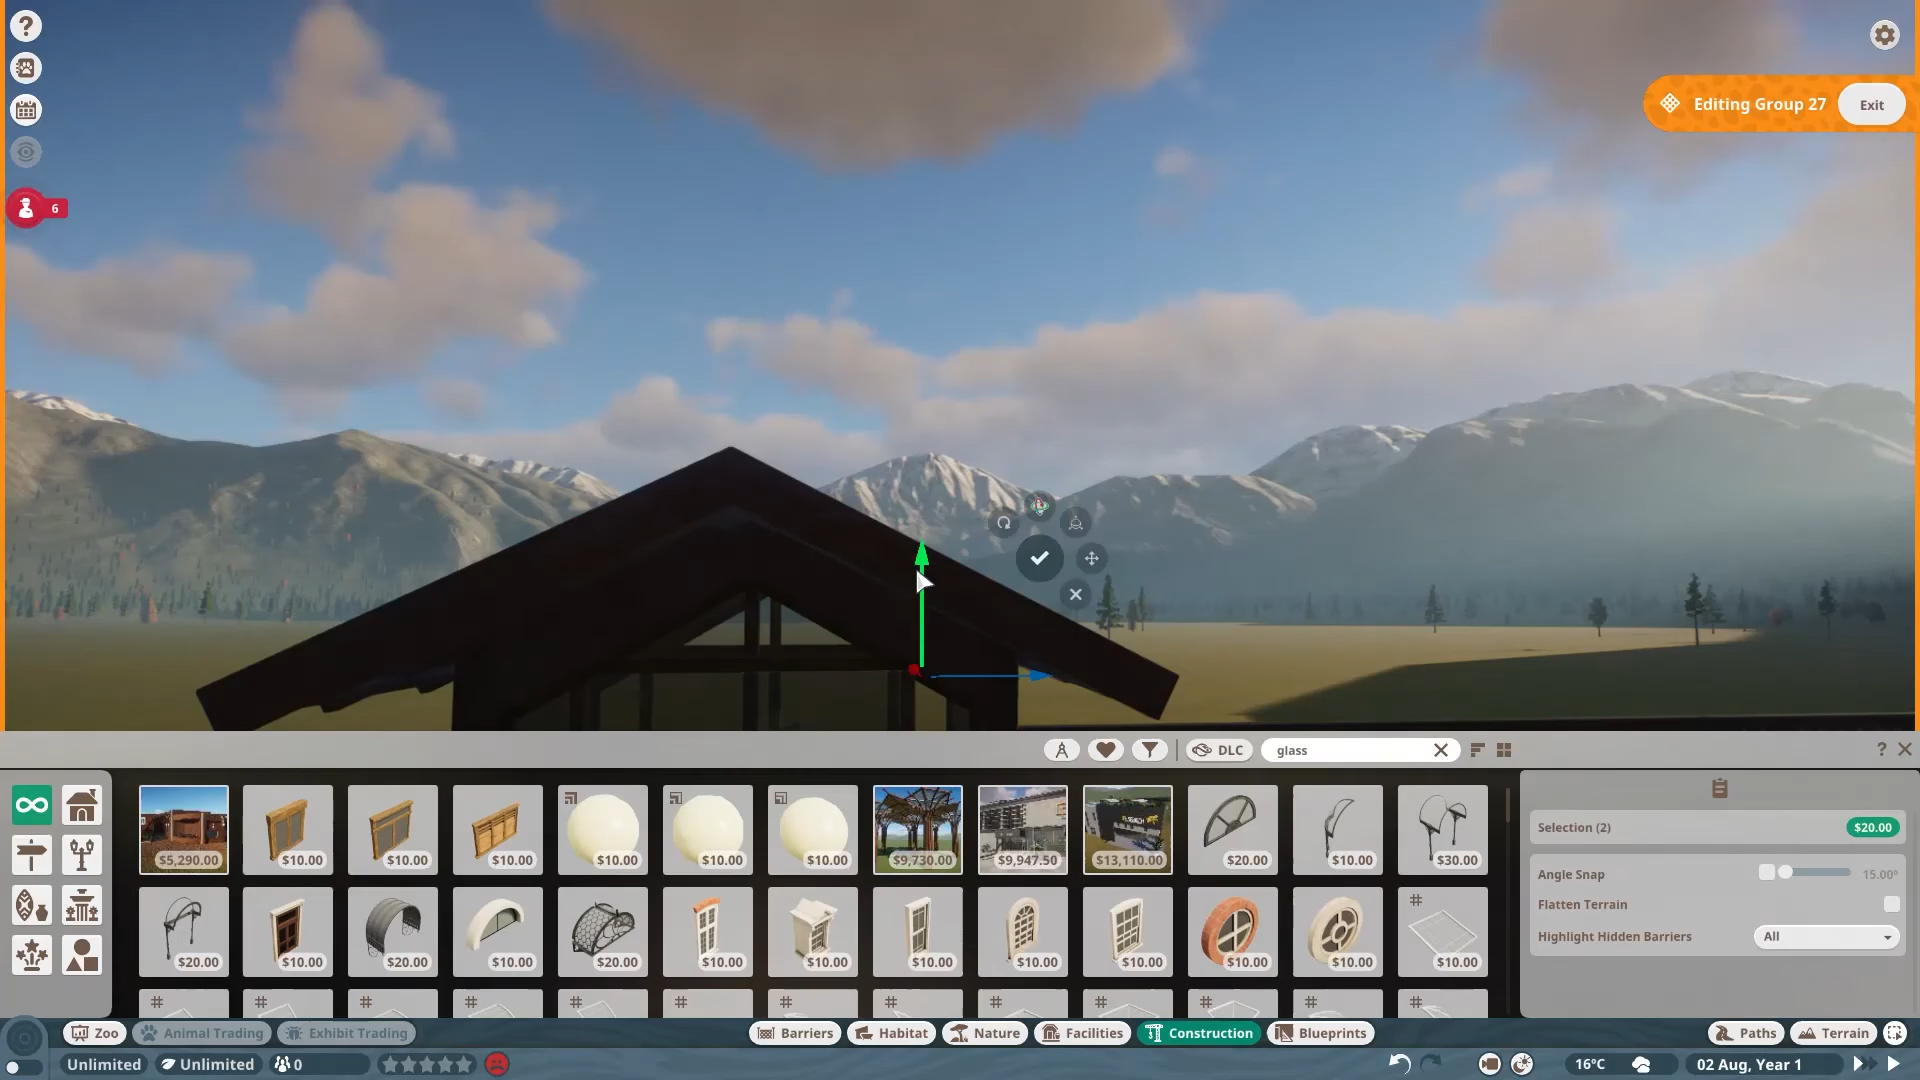 ?
Editing Group 27
Exit
6
DLC
glass
?
$5,290.00
$10.00
$10.00
$10.00
$10.00
$10.00
$10.00
$9,730.00
$9,947.50
$13,110.00
$20.00
$10.00
$30.00
$20.00
$10.00
$20.00
$10.00
$20.00
$10.00
$10.00
$10.00
$10.00
$10.00
$10.00
$10.00
$10.00
Selection (2)
$20.00
Angle Snap
15.00°
Flatten Terrain
Highlight Hidden Barriers
All
Zoo
Animal Trading
Exhibit Trading
Barriers
Habitat
Nature
Facilities
Construction
Blueprints
Paths
Terrain
Unlimited
Unlimited
0
16°C
02 Aug, Year 1